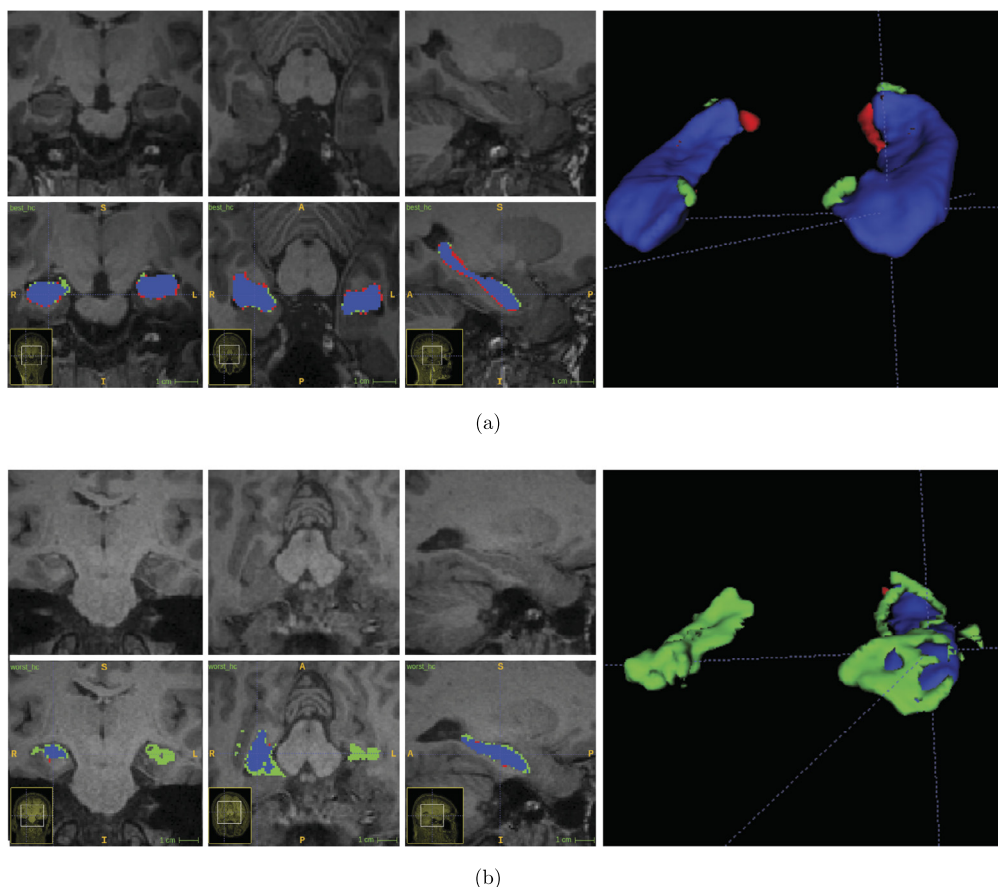 best_hc S
R L
I 1 cm
best_hc A
R L
P 1 cm
best_hc S
A P
I 1 cm
(a)
worst_hc S
R L
I 1 cm
worst_hc A
R L
P 1 cm
worst_hc S
A P
I 1 cm
(b)